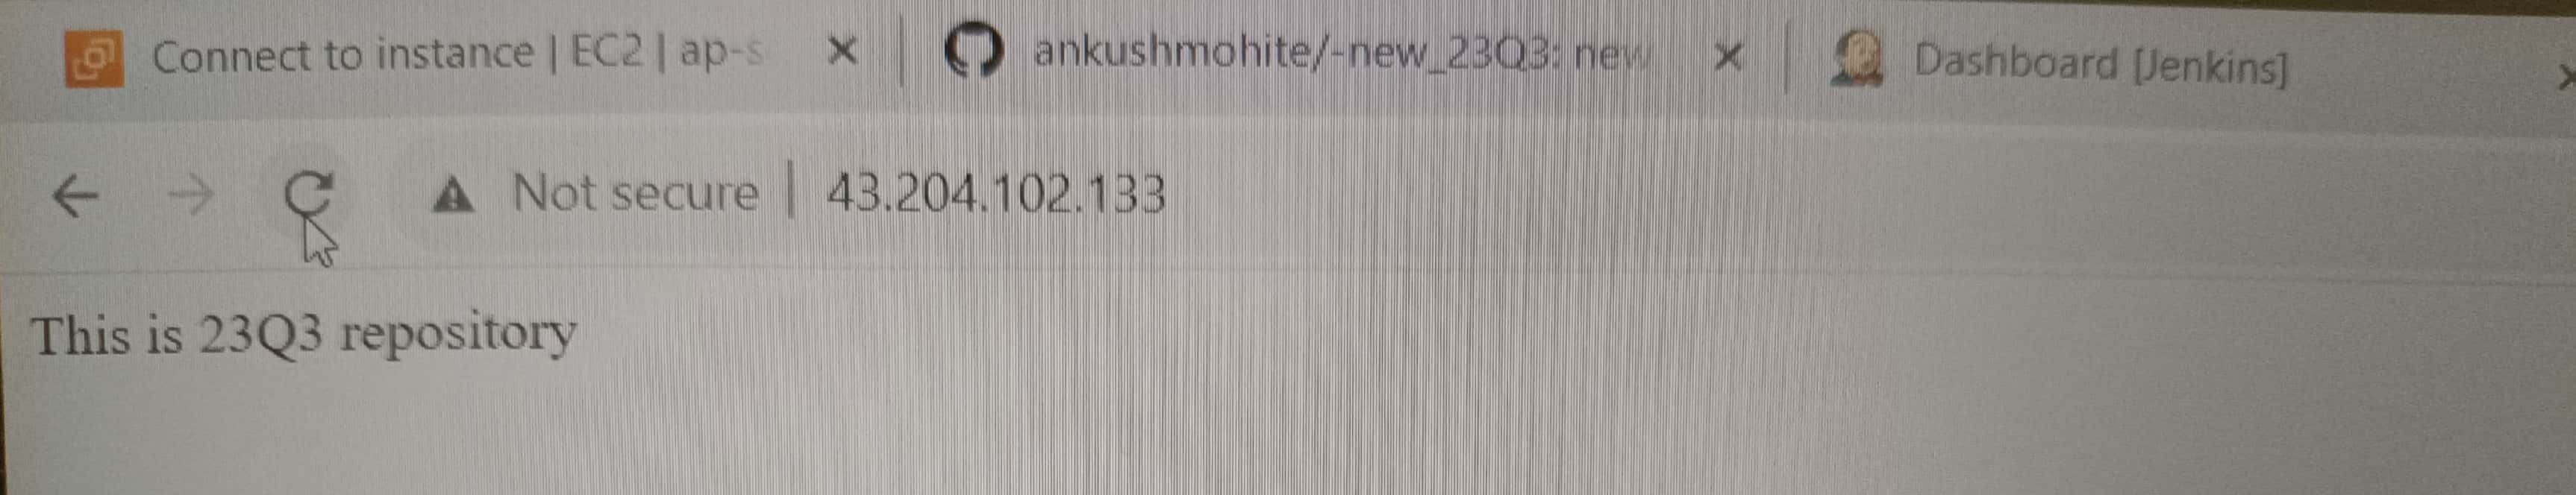 Connect to instance | EC2 | ap-s
ankushmohite/-new_23Q3: new
Dashboard [Jenkins]
Not secure | 43.204.102.133
This is 23Q3 repository